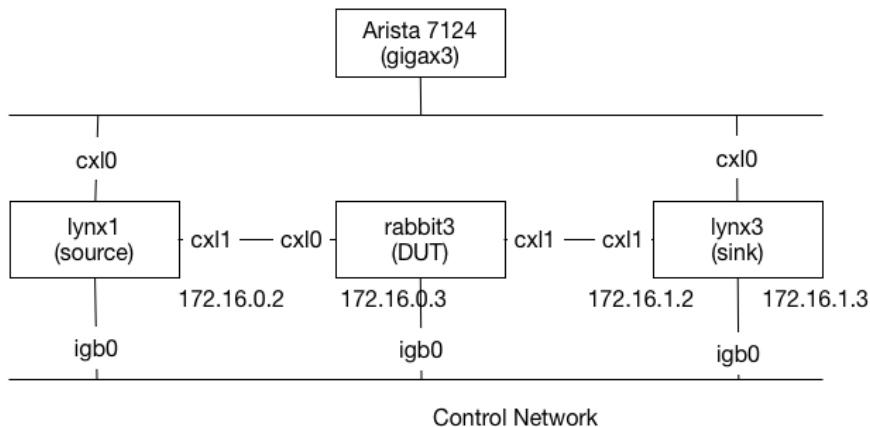 Arista 7124
(gigax3)
cxl0
cxl0
lynx1
(source)
cxl1
cxl0
rabbit3
(DUT)
cxl1
cxl1
lynx3
(sink)
172.16.0.2
172.16.0.3
172.16.1.2
172.16.1.3
igb0
igb0
igb0
Control Network